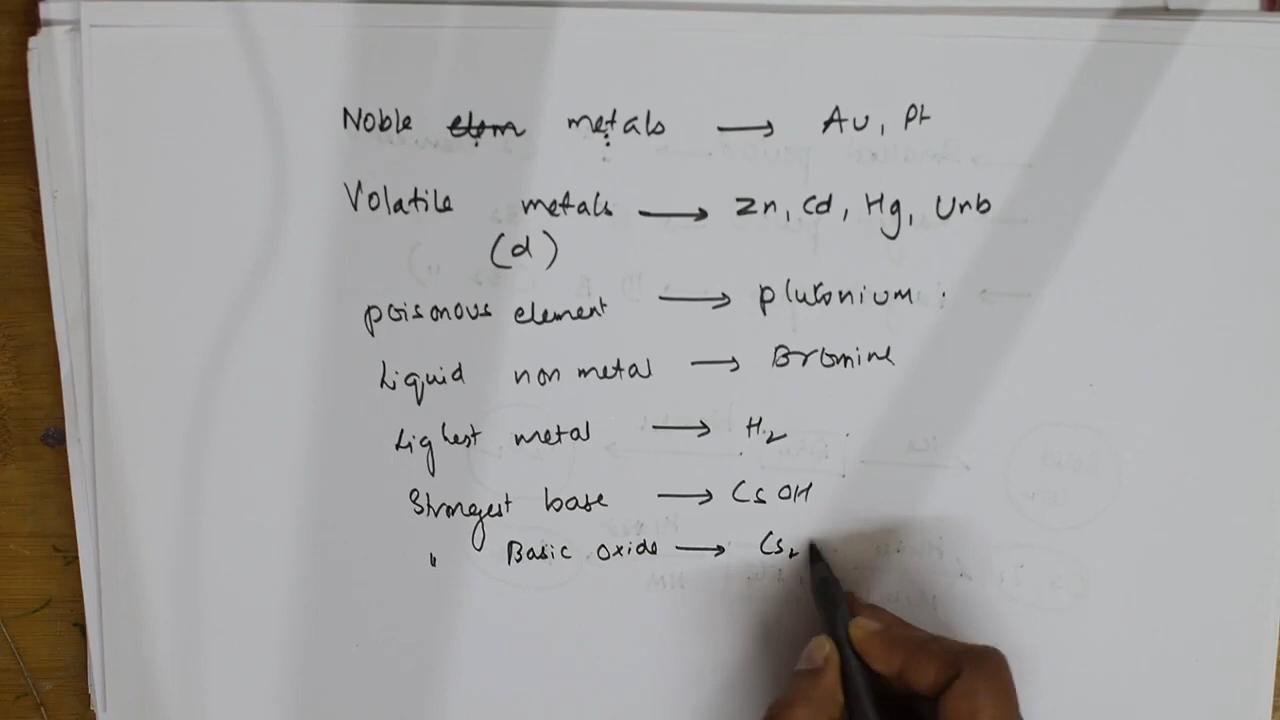 Noble elem metals → Au, Pt
Volatile metals → Zn, Cd, Hg, Unb
(d)
poisonous element → plutonium
Liquid non metal → Bromine
Lighest metal → H2
Strongest base → CsOH
" Basic oxide → Cs2